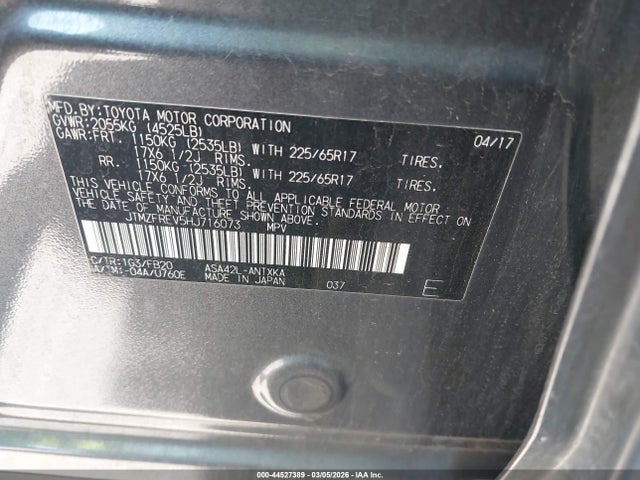 MFD.BY:TOYOTA MOTOR CORPORATION 04/17
GVWR:2055KG (4525LB)
GAWR:FRT. 1150KG (2535LB) WITH 225/65R17 TIRES.
17X6 1/2J RIMS.
RR. 1150KG (2535LB) WITH 225/65R17 TIRES.
17X6 1/2J RIMS.
THIS VEHICLE CONFORMS TO ALL APPLICABLE FEDERAL MOTOR
VEHICLE SAFETY AND THEFT PREVENTION STANDARDS IN EFFECT ON
THE DATE OF MANUFACTURE SHOWN ABOVE.
JTMZFREV5HJ716073 MPV
C/TR:1G3/FB20 ASA42L-ANTXKA
A/TM:-04A/U760E MADE IN JAPAN 037 E
000-44527389 | 03/05/2026 - IAA Used Cars